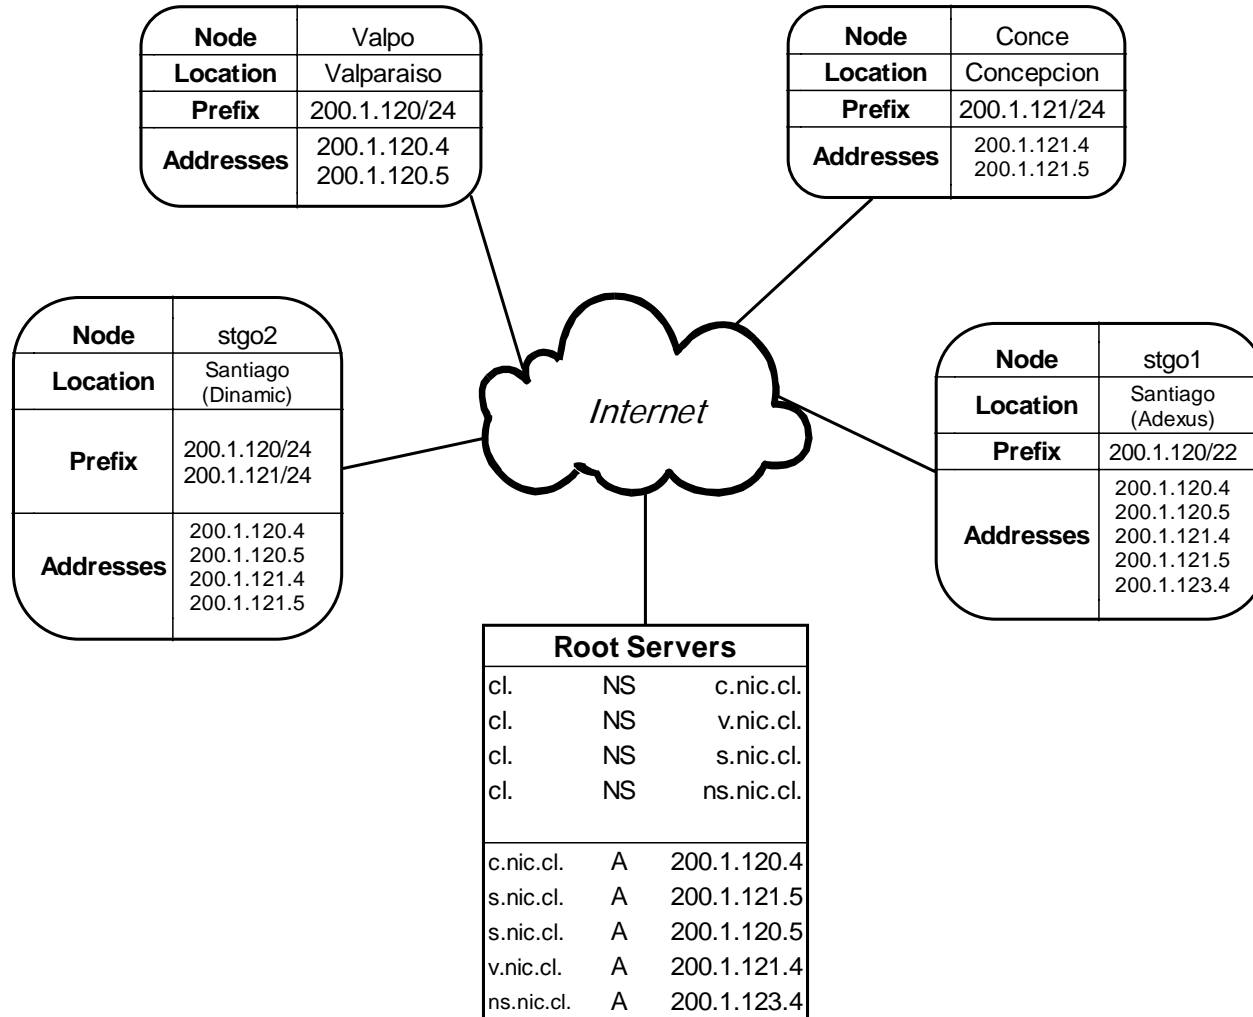 Node Valpo
Location Valparaiso
Prefix 200.1.120/24
Addresses 200.1.120.4
200.1.120.5
Node Conce
Location Concepcion
Prefix 200.1.121/24
Addresses 200.1.121.4
200.1.121.5
Node stgo2
Location Santiago
(Dinamic)
Prefix 200.1.120/24
200.1.121/24
Addresses 200.1.120.4
200.1.120.5
200.1.121.4
200.1.121.5
Internet
Node stgo1
Location Santiago
(Adexus)
Prefix 200.1.120/22
Addresses 200.1.120.4
200.1.120.5
200.1.121.4
200.1.121.5
200.1.123.4
Root Servers
cl. NS c.nic.cl.
cl. NS v.nic.cl.
cl. NS s.nic.cl.
cl. NS ns.nic.cl.
c.nic.cl. A 200.1.120.4
s.nic.cl. A 200.1.121.5
s.nic.cl. A 200.1.120.5
v.nic.cl. A 200.1.121.4
ns.nic.cl. A 200.1.123.4